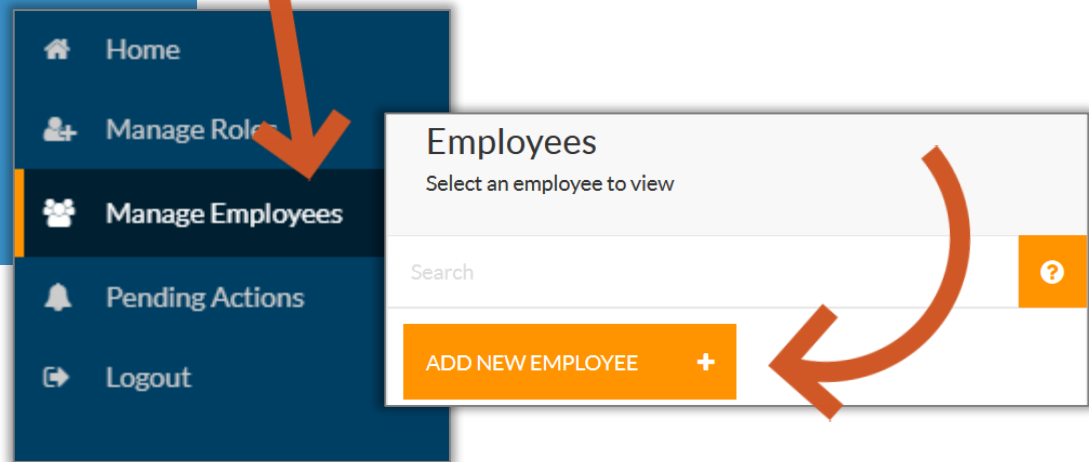 Home
Manage Roles
Manage Employees
Pending Actions
Logout
Employees
Select an employee to view
Search
ADD NEW EMPLOYEE +